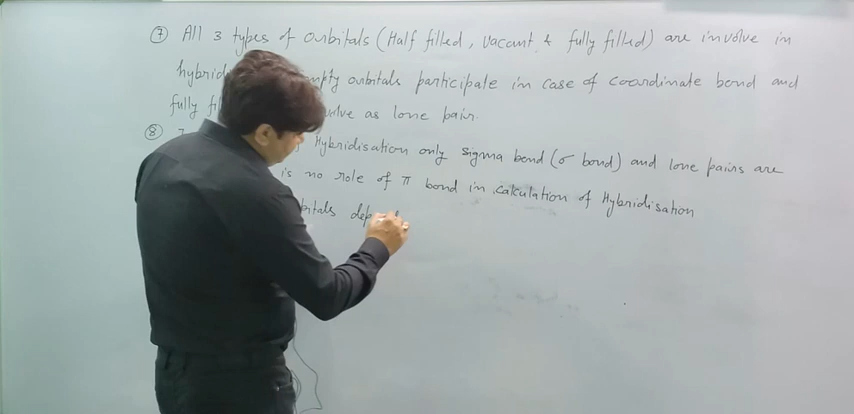 ⑦ All 3 types of orbitals (Half filled, vacant & fully filled) are involve in
hybrid mpty orbitals participate in case of coordinate bond and
fully fi olve as lone pair.
⑧ Hybridisation only sigma bond (σ bond) and lone pairs are
is no role of π bond in calculation of Hybridisation
bitals dep